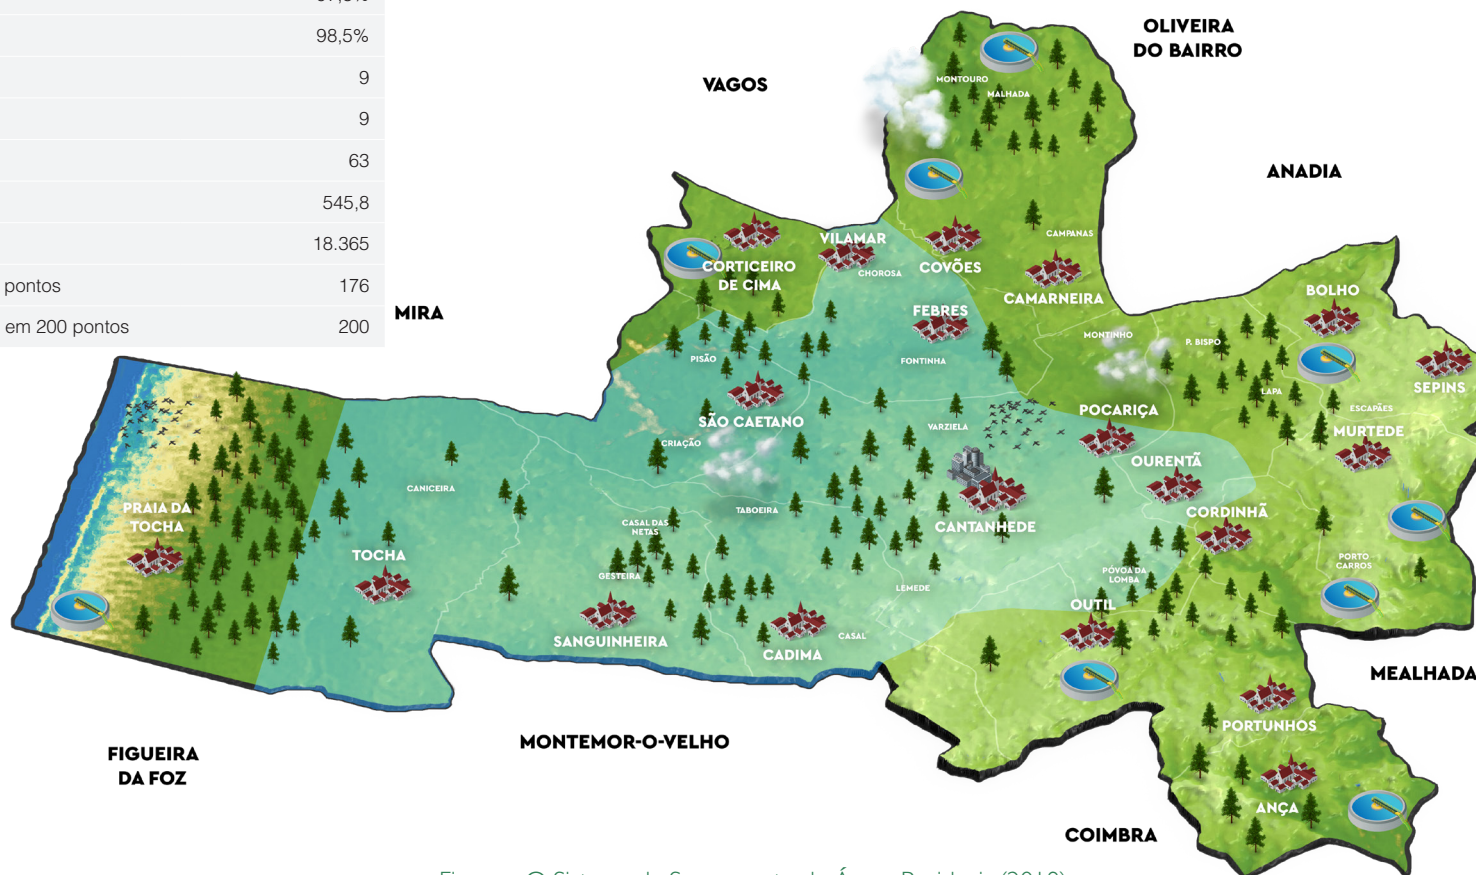 98,5%
9
9
63
545,8
18.365
pontos 176
em 200 pontos 200
OLIVEIRA
DO BAIRRO
VAGOS
MONTOURO
MALHADA
ANADIA
CAMPANAS
VILAMAR
CHOROSA
COVÕES
CORTICEIRO
DE CIMA
CAMARNEIRA
BOLHO
MIRA
FEBRES
MONTINHO
P. BISPO
PISÃO
FONTINHA
SEPINS
LAPA
ESCAPÃES
POCARIÇA
SÃO CAETANO
VARZIELA
MURTEDE
CRIAÇÃO
OURENTÃ
CANICEIRA
PRAIA DA
TOCHA
TABOEIRA
CORDINHÃ
CASAL DAS
NETAS
CANTANHEDE
TOCHA
PORTO
CARROS
GESTEIRA
PÓVOA DA
LOMBA
LEMEDE
OUTIL
SANGUINHEIRA
CADIMA
CASAL
MEALHADA
PORTUNHOS
MONTEMOR-O-VELHO
FIGUEIRA
DA FOZ
ANÇA
COIMBRA